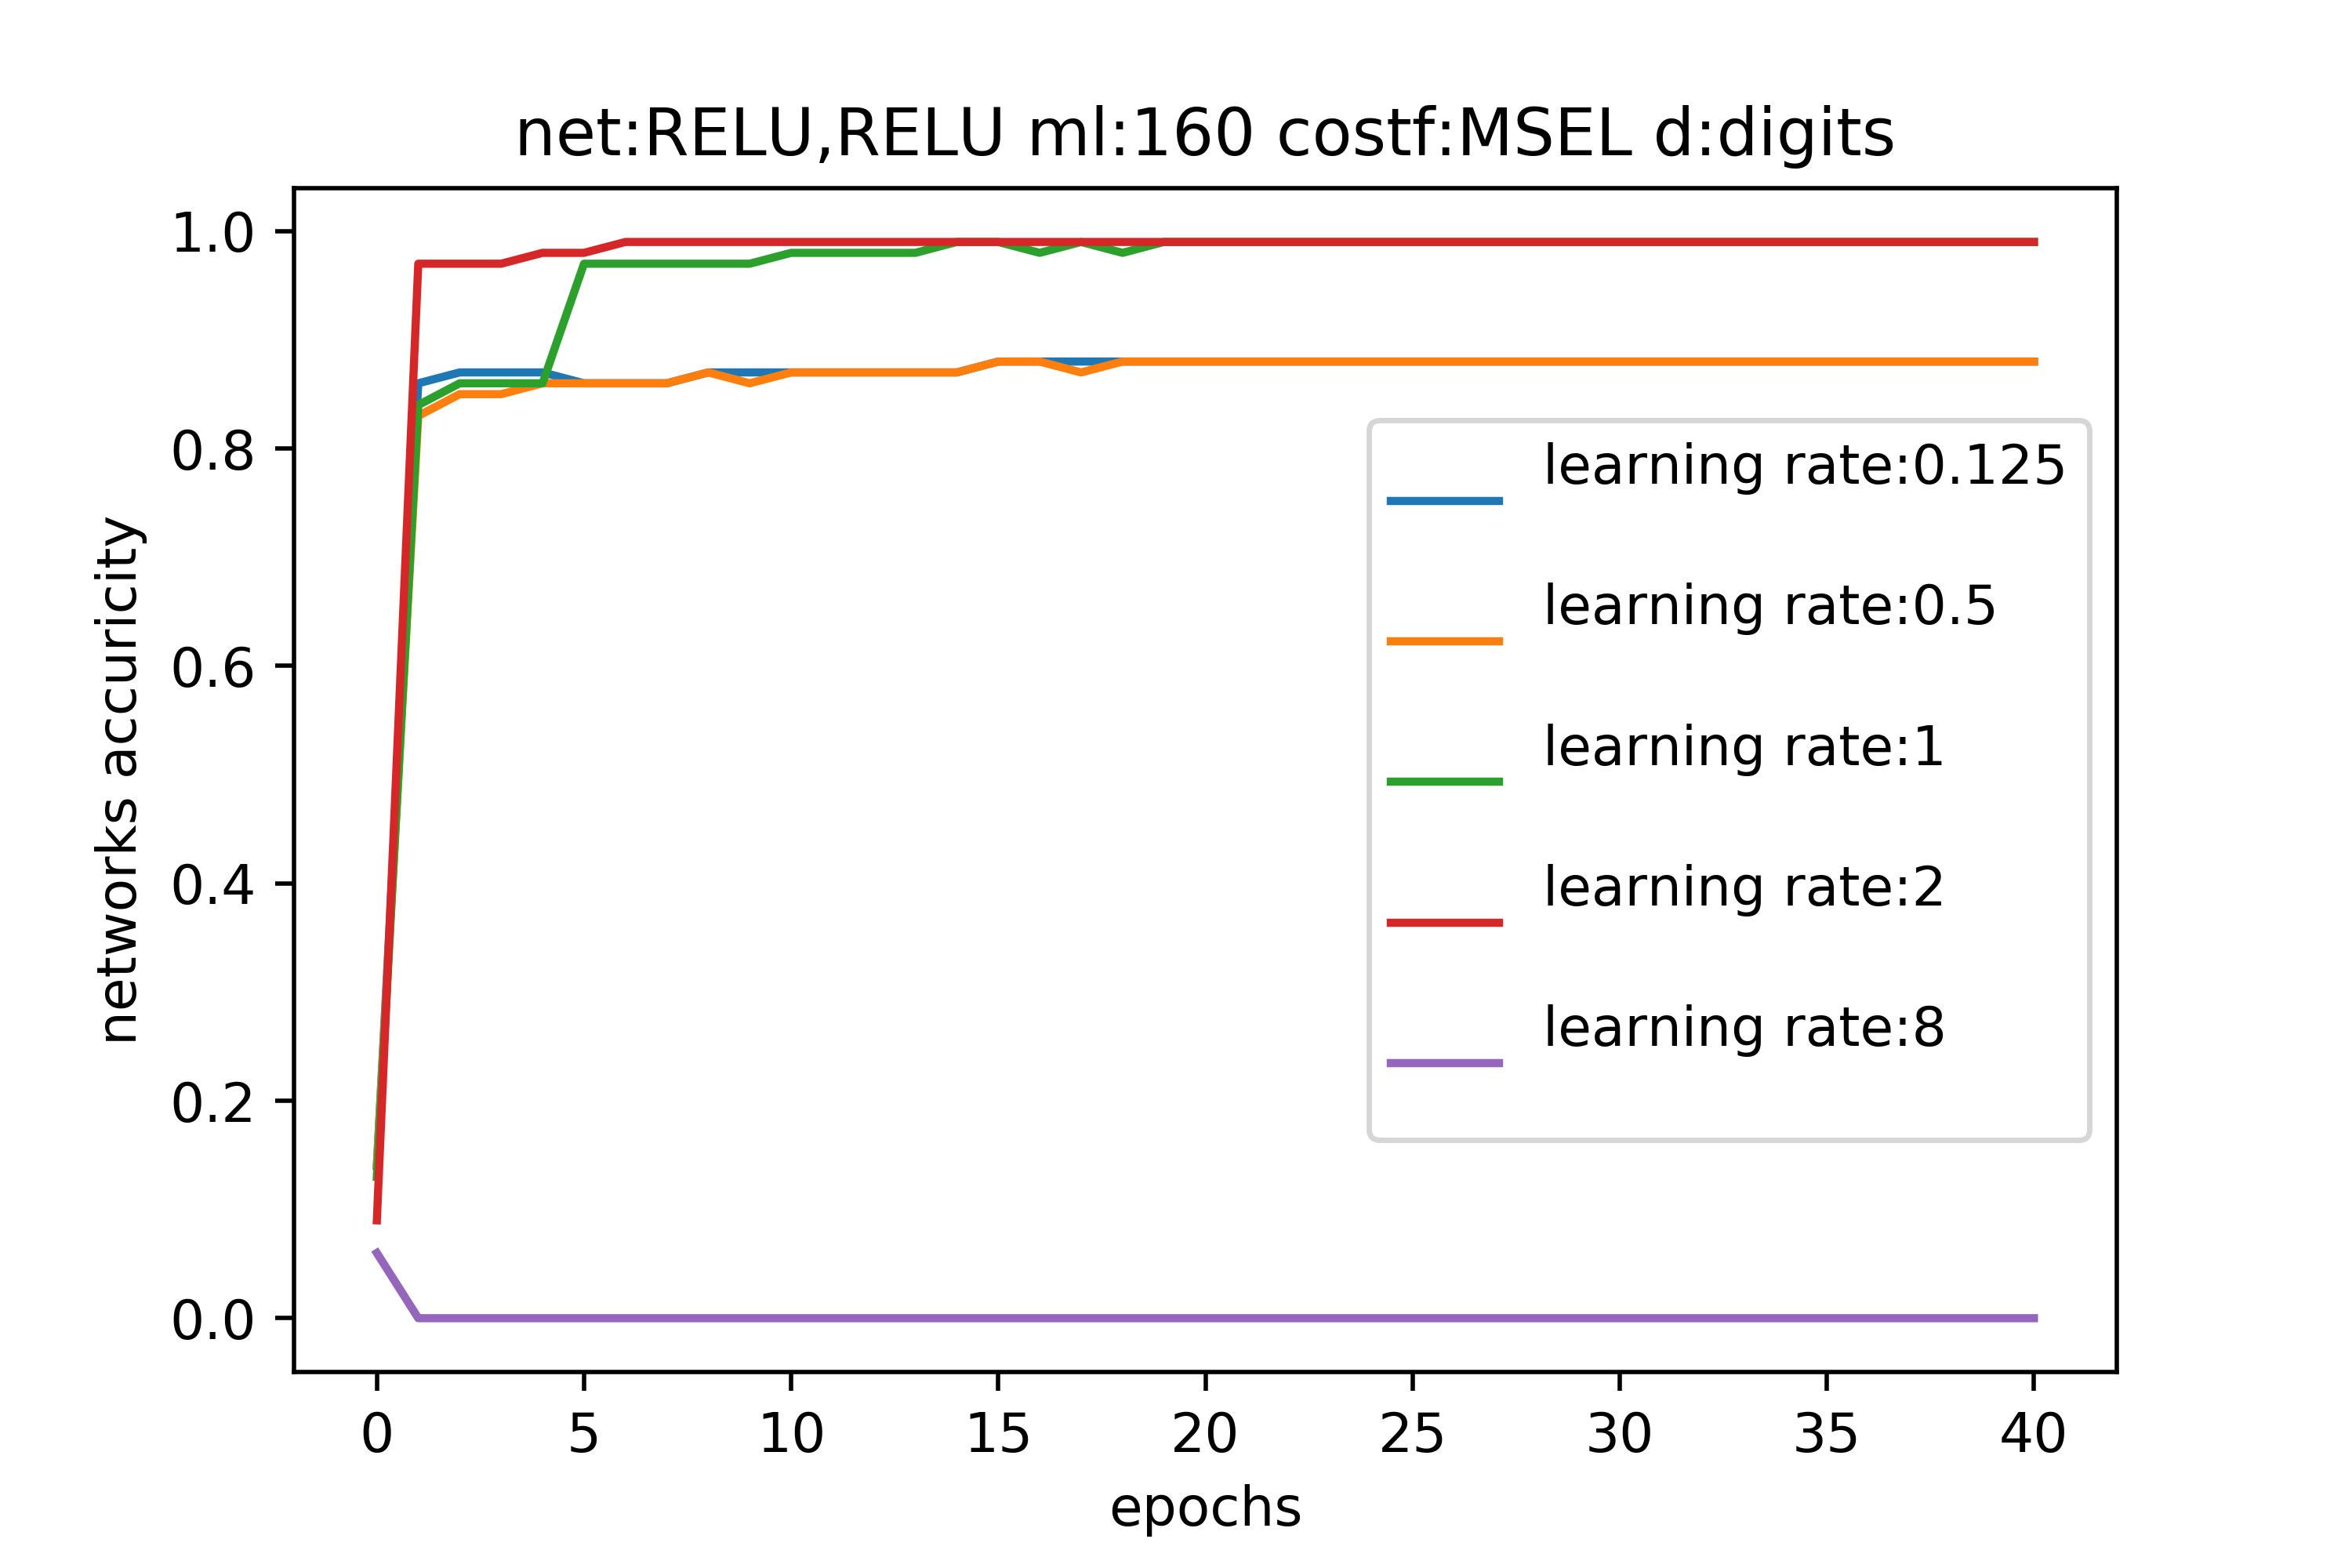 net:RELU,RELU ml:160 costf:MSEL d:digits
networks accuricity
1.0
0.8
0.6
0.4
0.2
0.0
learning rate:0.125
learning rate:0.5
learning rate:1
learning rate:2
learning rate:8
0 5 10 15 20 25 30 35 40
epochs